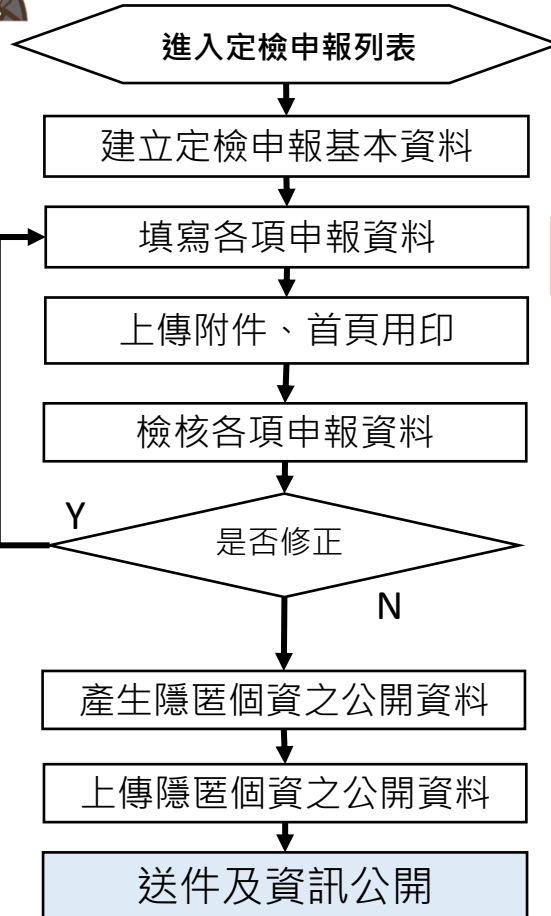 進入定檢申報列表
建立定檢申報基本資料
填寫各項申報資料
上傳附件、首頁用印
檢核各項申報資料
Y
是否修正
N
產生隱匿個資之公開資料
上傳隱匿個資之公開資料
送件及資訊公開